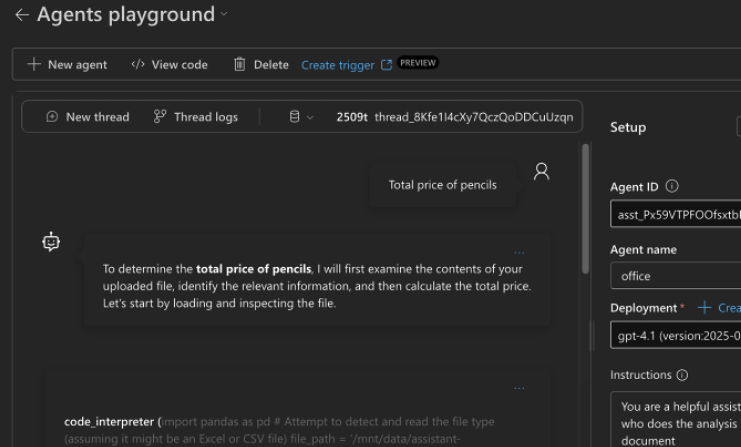 Agents playground
New agent
View code
Delete
Create trigger
PREVIEW
New thread
Thread logs
2509t thread_8Kfe1I4cXy7QczQoDDCuUzqn
Total price of pencils
...
To determine the total price of pencils, I will first examine the contents of your
uploaded file, identify the relevant information, and then calculate the total price.
Let's start by loading and inspecting the file.
...
code_interpreter (import pandas as pd # Attempt to detect and read the file type
(assuming it might be an Excel or CSV file) file_path = '/mnt/data/assistant-
Setup
Agent ID
asst_Px59VTPFOOfsxtb
Agent name
office
Deployment * Crea
gpt-4.1 (version:2025-0
Instructions
You are a helpful assist
who does the analysis
document